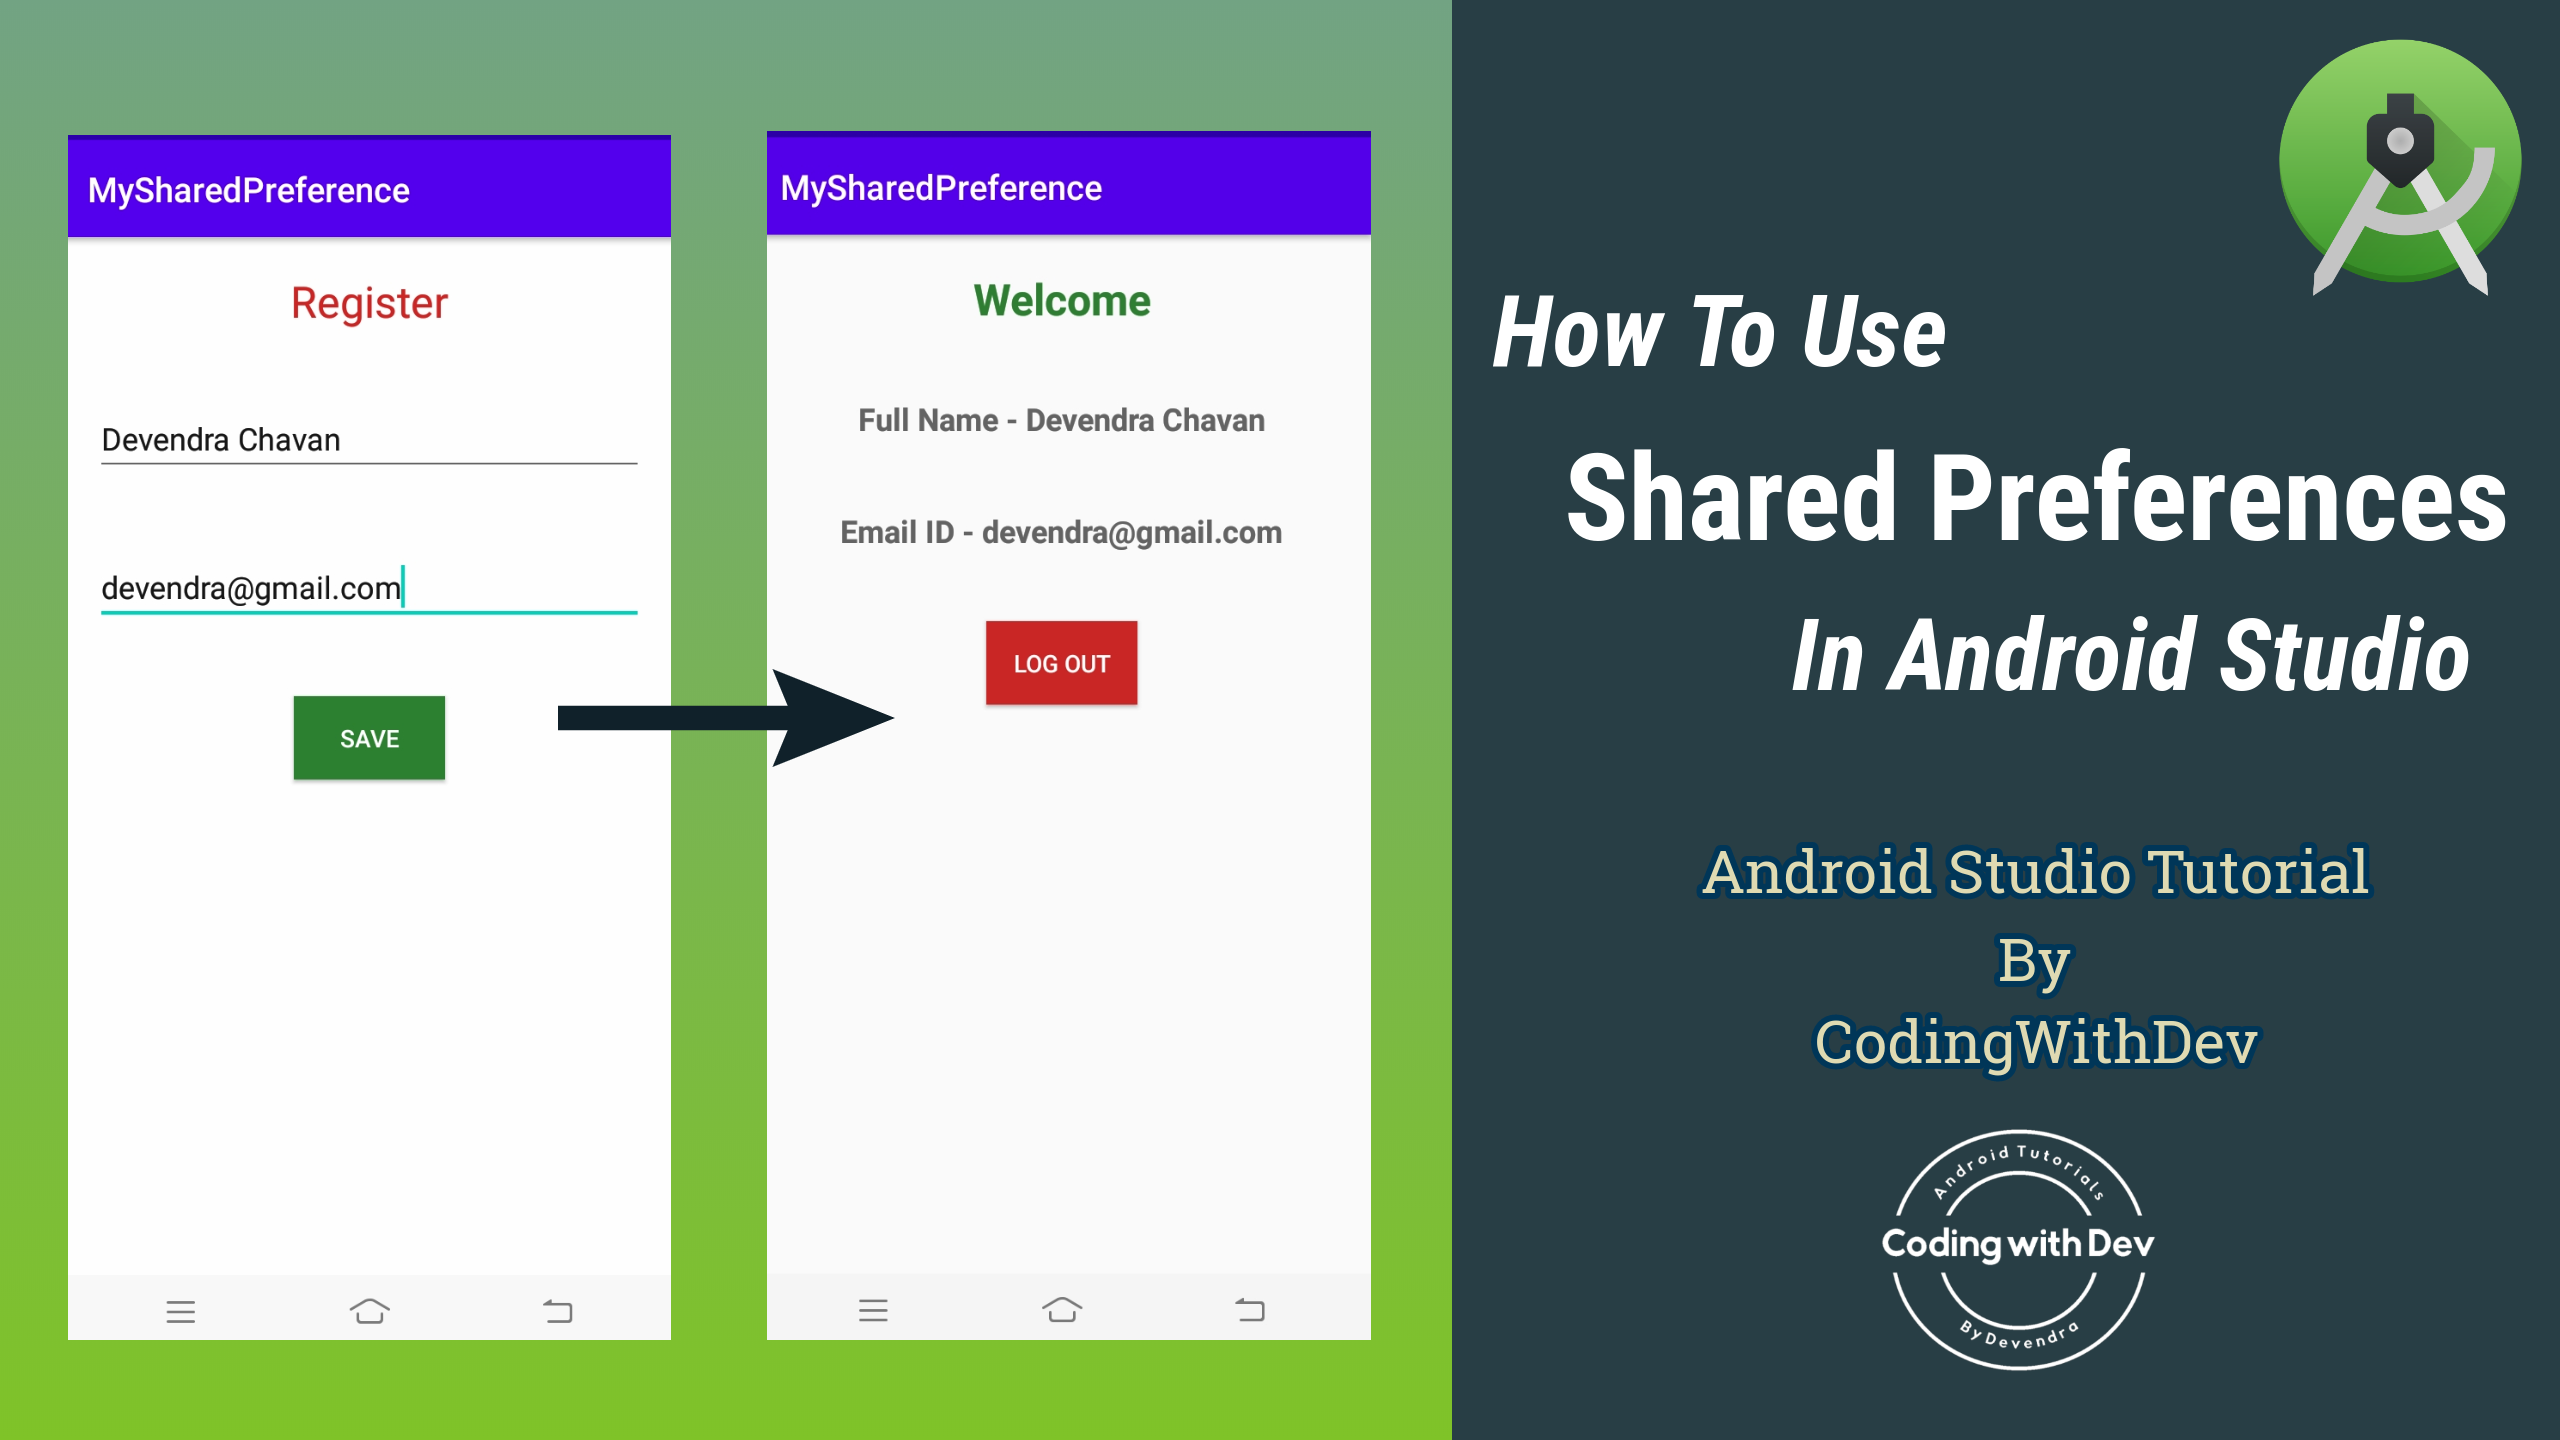 MySharedPreference
Register
Devendra Chavan
devendra@gmail.com
SAVE
MySharedPreference
Welcome
Full Name - Devendra Chavan
Email ID - devendra@gmail.com
LOG OUT
How To Use
Shared Preferences
In Android Studio
Android Studio Tutorial
By
CodingWithDev
Android Tutorials
Coding with Dev
By Devendra